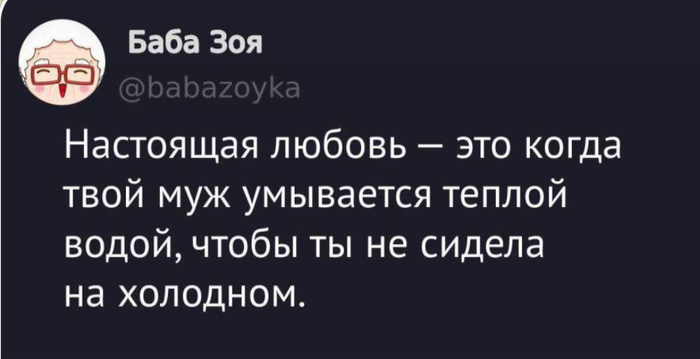 Баба Зоя
@babazoyka
Настоящая любовь — это когда
твой муж умывается теплой
водой, чтобы ты не сидела
на холодном.